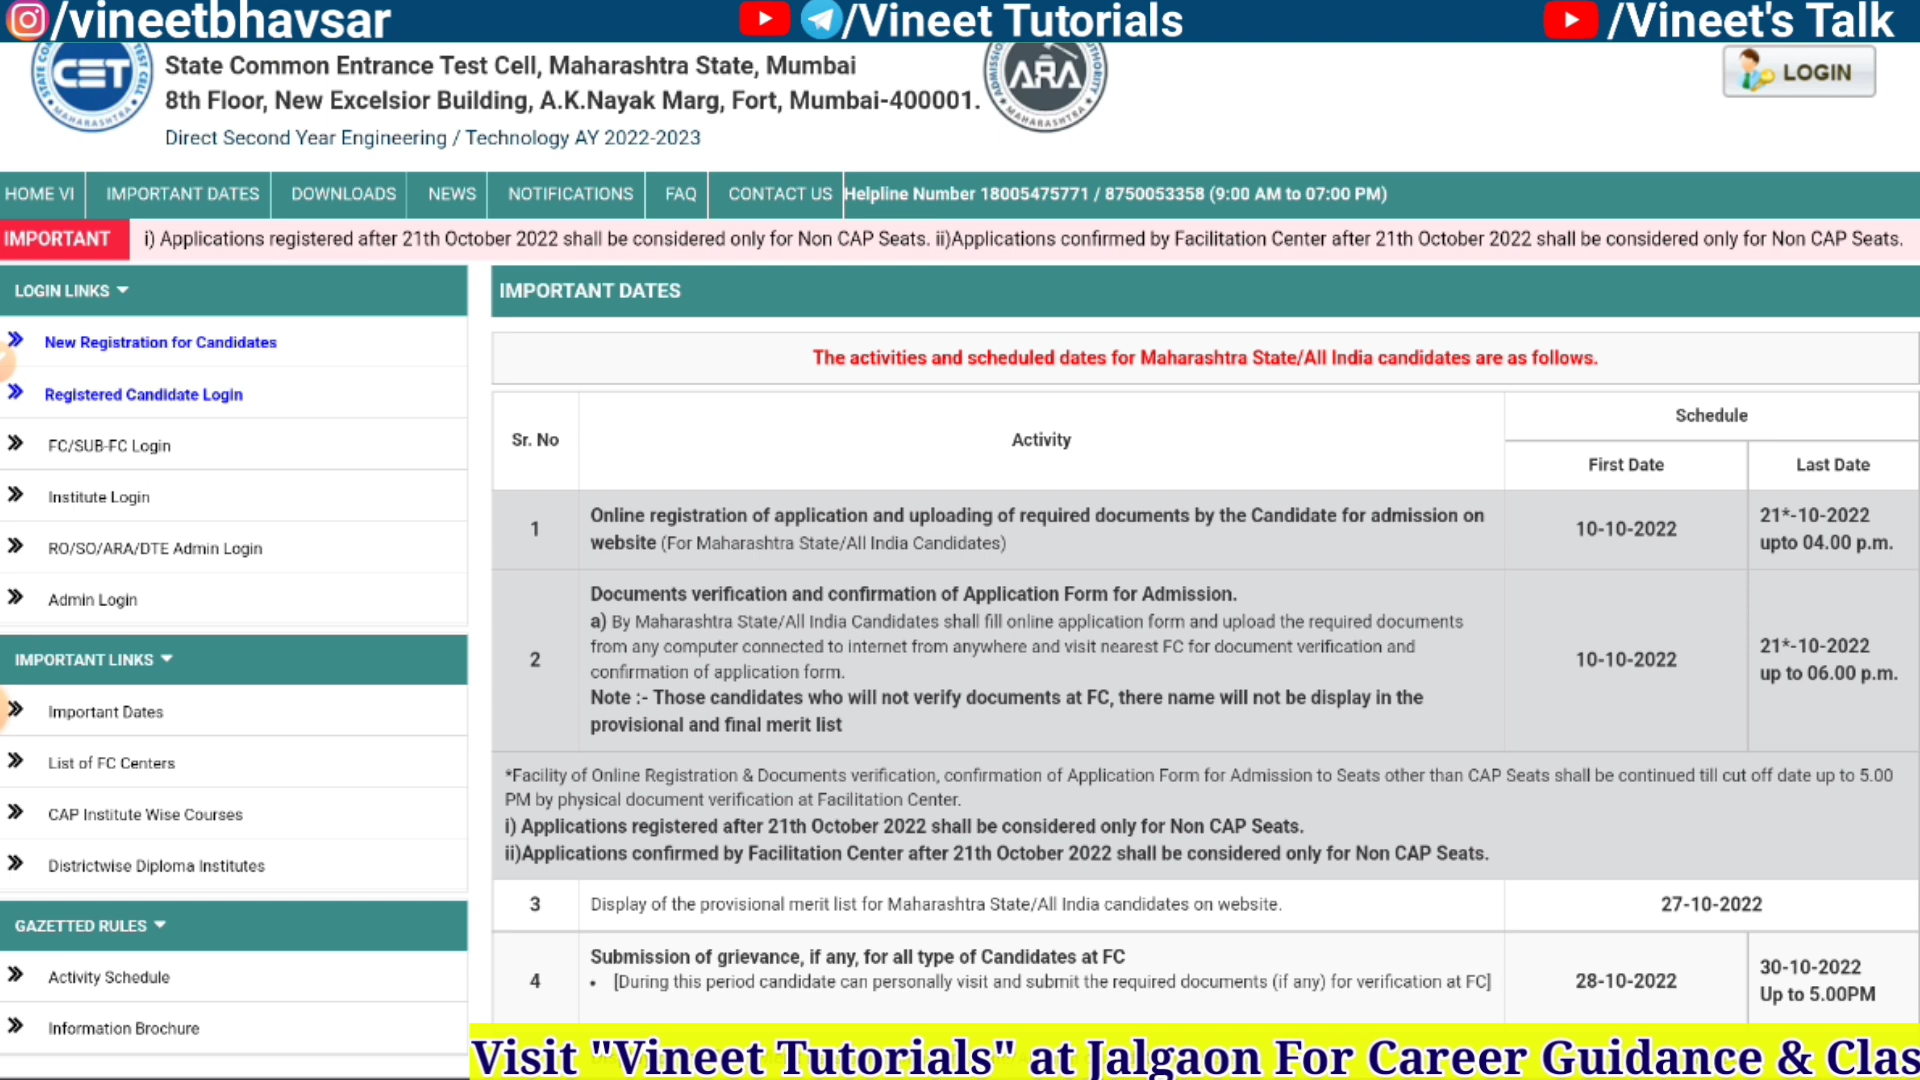 /vineetbhavsar
/Vineet Tutorials
/Vineet's Talk
CET
MAHARASHTRA
State Common Entrance Test Cell, Maharashtra State, Mumbai
8th Floor, New Excelsior Building, A.K.Nayak Marg, Fort, Mumbai-400001.
Direct Second Year Engineering / Technology AY 2022-2023
ARA
MAHARASHTRA
LOGIN
HOME VI
IMPORTANT DATES
DOWNLOADS
NEWS
NOTIFICATIONS
FAQ
CONTACT US
Helpline Number 18005475771 / 8750053358 (9:00 AM to 07:00 PM)
IMPORTANT
i) Applications registered after 21th October 2022 shall be considered only for Non CAP Seats. ii)Applications confirmed by Facilitation Center after 21th October 2022 shall be considered only for Non CAP Seats.
LOGIN LINKS
New Registration for Candidates
Registered Candidate Login
FC/SUB-FC Login
Institute Login
RO/SO/ARA/DTE Admin Login
Admin Login
IMPORTANT LINKS
Important Dates
List of FC Centers
CAP Institute Wise Courses
Districtwise Diploma Institutes
GAZETTED RULES
Activity Schedule
Information Brochure
IMPORTANT DATES
The activities and scheduled dates for Maharashtra State/All India candidates are as follows.
Sr. No
Activity
Schedule
First Date
Last Date
1
Online registration of application and uploading of required documents by the Candidate for admission on
website (For Maharashtra State/All India Candidates)
10-10-2022
21*-10-2022
upto 04.00 p.m.
2
Documents verification and confirmation of Application Form for Admission.
a) By Maharashtra State/All India Candidates shall fill online application form and upload the required documents
from any computer connected to internet from anywhere and visit nearest FC for document verification and
confirmation of application form.
Note :- Those candidates who will not verify documents at FC, there name will not be display in the
provisional and final merit list
10-10-2022
21*-10-2022
up to 06.00 p.m.
*Facility of Online Registration & Documents verification, confirmation of Application Form for Admission to Seats other than CAP Seats shall be continued till cut off date up to 5.00
PM by physical document verification at Facilitation Center.
i) Applications registered after 21th October 2022 shall be considered only for Non CAP Seats.
ii)Applications confirmed by Facilitation Center after 21th October 2022 shall be considered only for Non CAP Seats.
3
Display of the provisional merit list for Maharashtra State/All India candidates on website.
27-10-2022
4
Submission of grievance, if any, for all type of Candidates at FC
• [During this period candidate can personally visit and submit the required documents (if any) for verification at FC]
28-10-2022
30-10-2022
Up to 5.00PM
Visit "Vineet Tutorials" at Jalgaon For Career Guidance & Clas